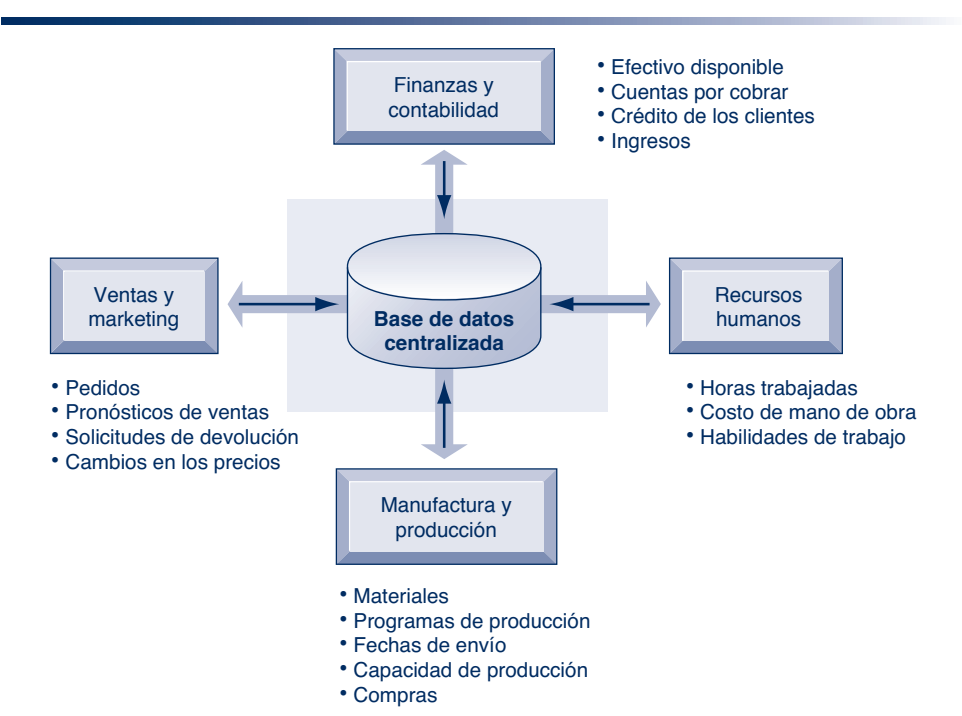 Finanzas y
contabilidad
• Efectivo disponible
• Cuentas por cobrar
• Crédito de los clientes
• Ingresos
Ventas y
marketing
• Pedidos
• Pronósticos de ventas
• Solicitudes de devolución
• Cambios en los precios
Base de datos
centralizada
Recursos
humanos
• Horas trabajadas
• Costo de mano de obra
• Habilidades de trabajo
Manufactura y
producción
• Materiales
• Programas de producción
• Fechas de envío
• Capacidad de producción
• Compras